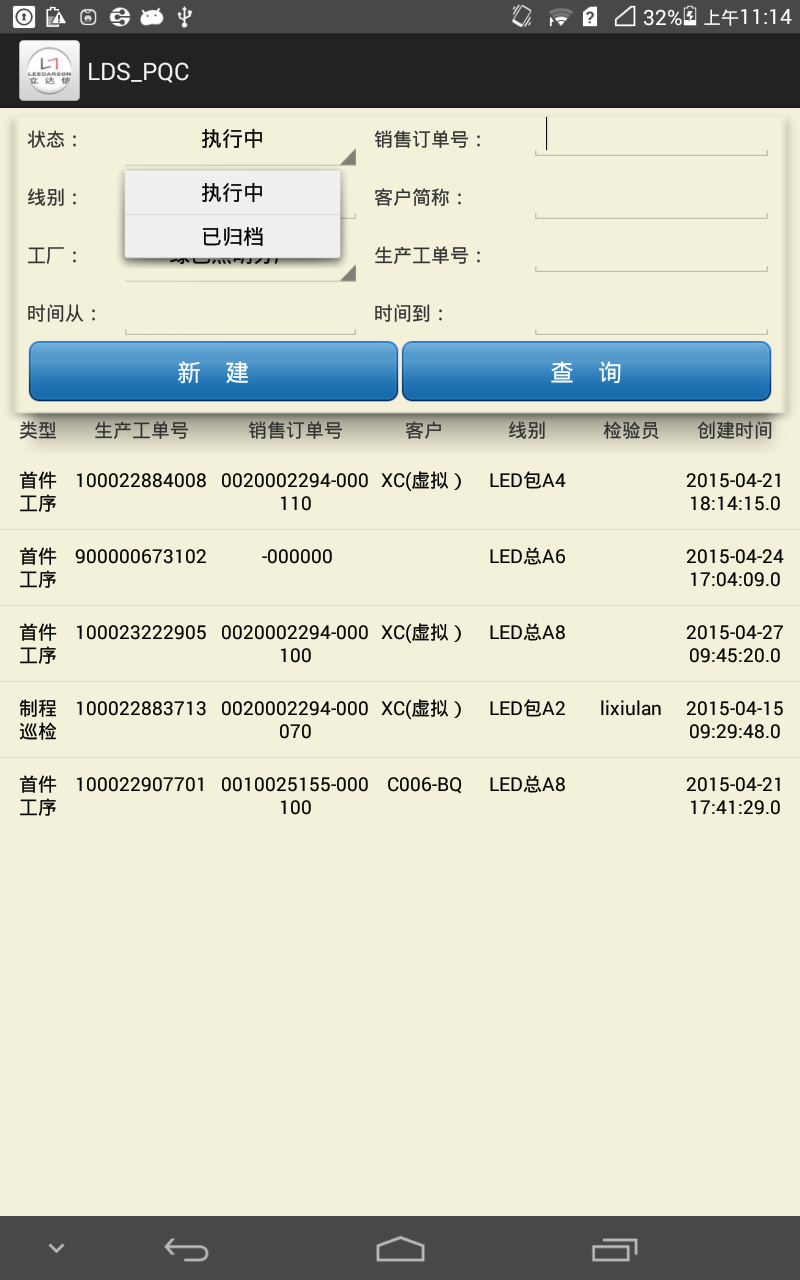 32% 上午11:14
LEEDARSON
立 达 信
LDS_PQC
状态： 执行中 销售订单号：
线别： 执行中 客户简称：
已归档
工厂： 生产工单号：
时间从： 时间到：
新 建 查 询
类型 生产工单号 销售订单号 客户 线别 检验员 创建时间
首件 100022884008 0020002294-000 XC(虚拟） LED包A4 2015-04-21
工序 110 18:14:15.0
首件 900000673102 -000000 LED总A6 2015-04-24
工序 17:04:09.0
首件 100023222905 0020002294-000 XC(虚拟） LED总A8 2015-04-27
工序 100 09:45:20.0
制程 100022883713 0020002294-000 XC(虚拟） LED包A2 lixiulan 2015-04-15
巡检 070 09:29:48.0
首件 100022907701 0010025155-000 C006-BQ LED总A8 2015-04-21
工序 100 17:41:29.0